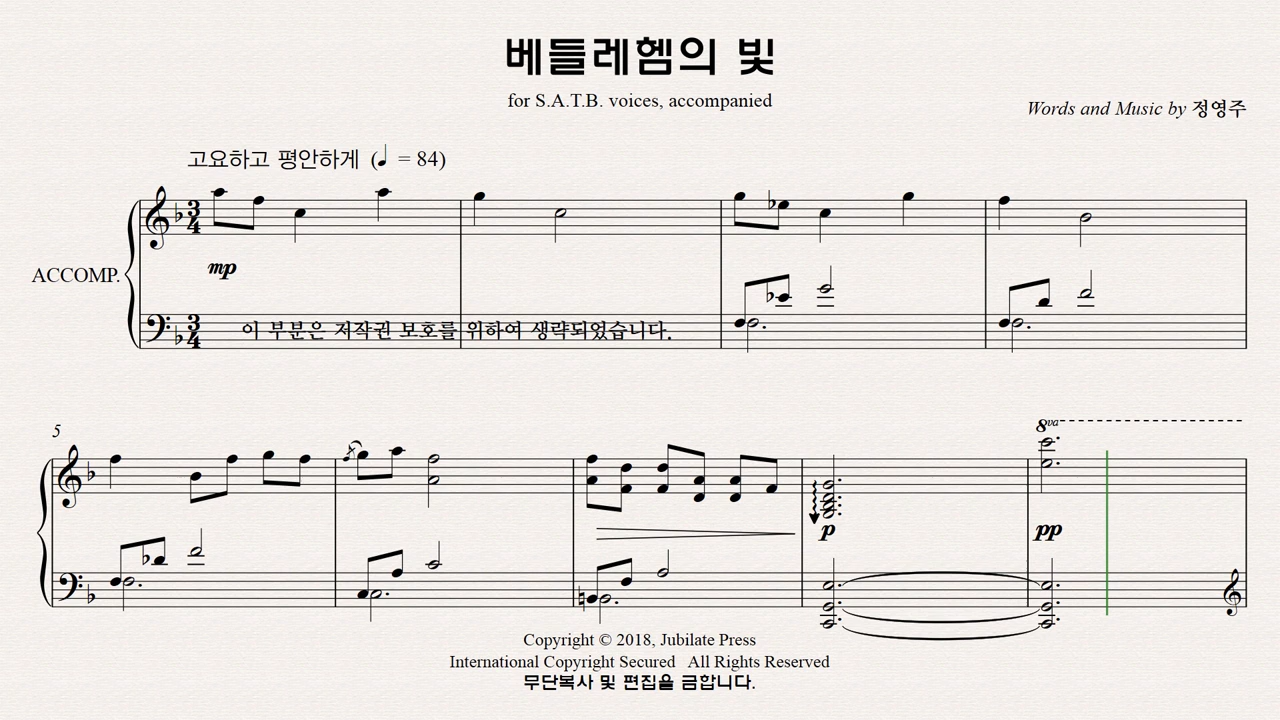 베들레헴의 빛
for S.A.T.B. voices, accompanied
Words and Music by 정영주
고요하고 평안하게 (♩ = 84)
ACCOMP.
mp
이 부분은 저작권 보호를 위하여 생략되었습니다.
5
8va
p
pp
Copyright © 2018, Jubilate Press
International Copyright Secured All Rights Reserved
무단복사 및 편집을 금합니다.